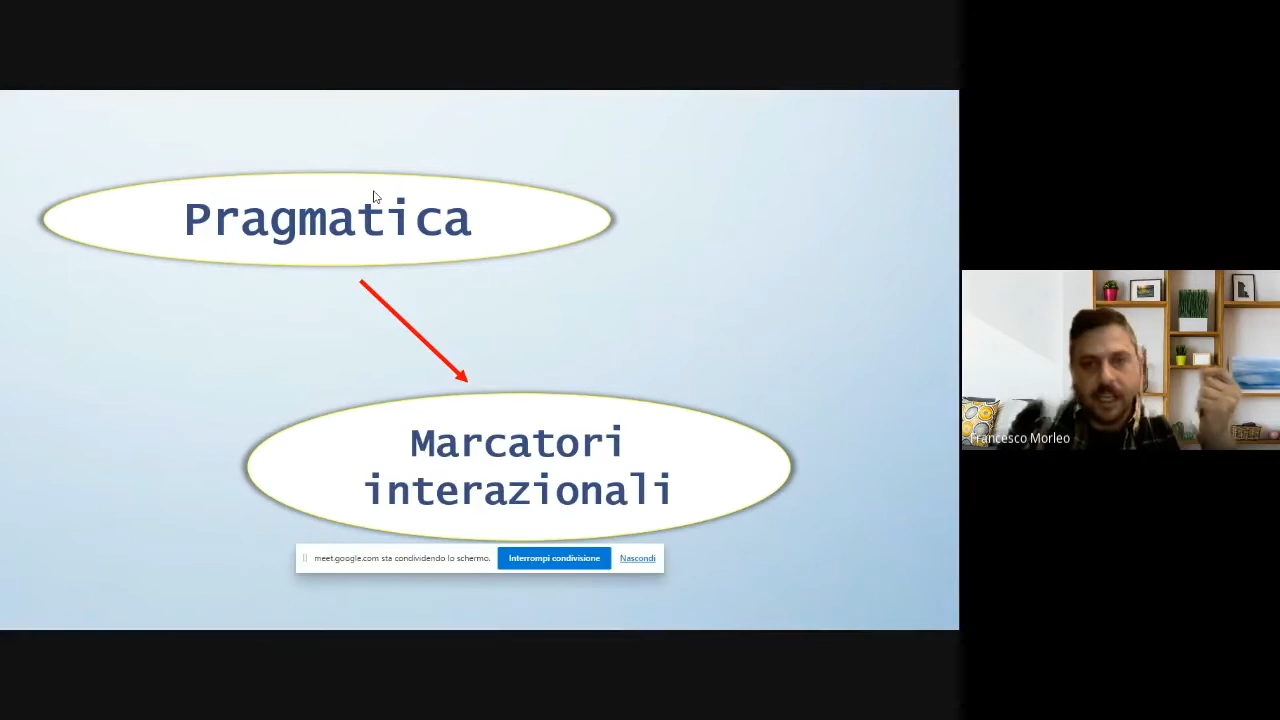 Pragmatica
Marcatori
interazionali
meet.google.com sta condividendo lo schermo. Interrompi condivisione Nascondi
Francesco Morleo